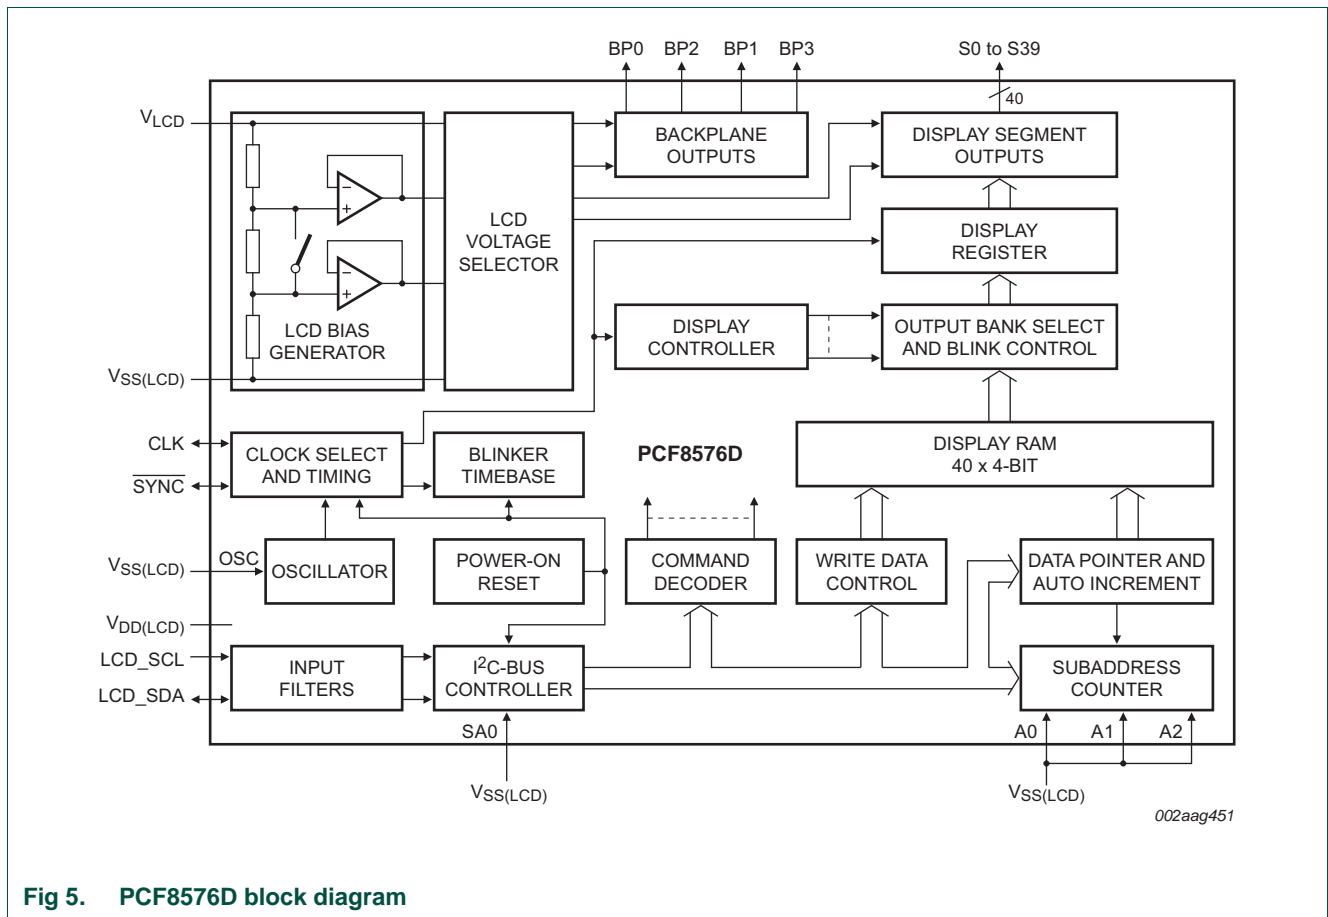 BP0 BP2 BP1 BP3 S0 to S39
40
VLCD
BACKPLANE
OUTPUTS
DISPLAY SEGMENT
OUTPUTS
−
+
LCD
VOLTAGE
SELECTOR
DISPLAY
REGISTER
−
+
LCD BIAS
GENERATOR
DISPLAY
CONTROLLER
OUTPUT BANK SELECT
AND BLINK CONTROL
VSS(LCD)
CLK
SYNC
CLOCK SELECT
AND TIMING
BLINKER
TIMEBASE
PCF8576D
DISPLAY RAM
40 x 4-BIT
VSS(LCD)
OSC
OSCILLATOR
POWER-ON
RESET
COMMAND
DECODER
WRITE DATA
CONTROL
DATA POINTER AND
AUTO INCREMENT
VDD(LCD)
LCD_SCL
LCD_SDA
INPUT
FILTERS
I2C-BUS
CONTROLLER
SUBADDRESS
COUNTER
SA0
A0 A1 A2
VSS(LCD)
VSS(LCD)
002aag451
Fig 5. PCF8576D block diagram